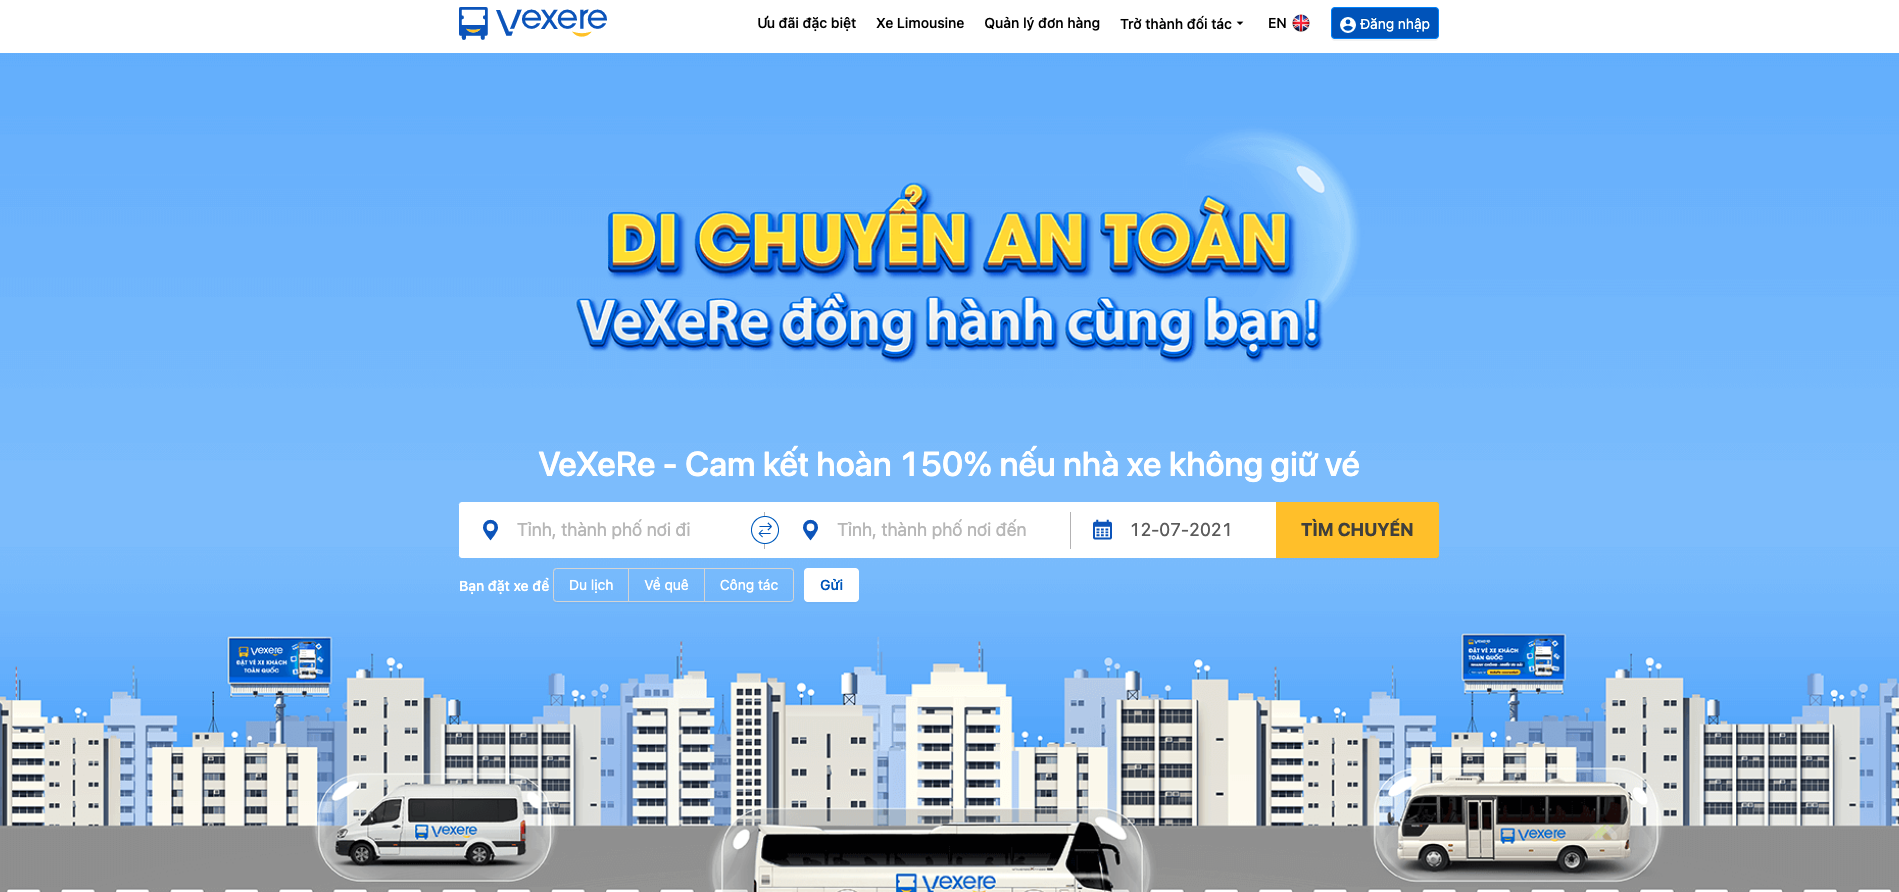 vexere
Ưu đãi đặc biệt
Xe Limousine
Quản lý đơn hàng
Trở thành đối tác
EN
Đăng nhập
DI CHUYỂN AN TOÀN
VeXeRe đồng hành cùng bạn!
VeXeRe - Cam kết hoàn 150% nếu nhà xe không giữ vé
Tỉnh, thành phố nơi đi
Tỉnh, thành phố nơi đến
12-07-2021
TÌM CHUYẾN
Bạn đặt xe để
Du lịch
Về quê
Công tác
Gửi
vexere
ĐẶT VÉ XE KHÁCH
TOÀN QUỐC
vexere
ĐẶT VÉ XE KHÁCH
TOÀN QUỐC
vexere
vexere
vexere